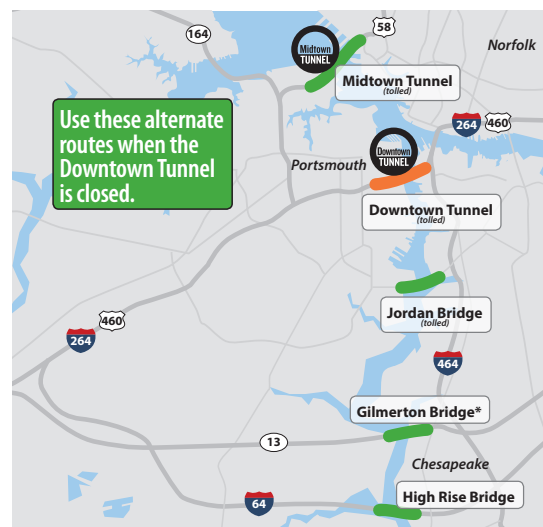 58
164
Norfolk
Midtown
TUNNEL
Midtown Tunnel
(tolled)
Use these alternate
routes when the
Downtown Tunnel
is closed.
264
460
Downtown
TUNNEL
Portsmouth
Downtown Tunnel
(tolled)
Jordan Bridge
(tolled)
460
264
464
Gilmerton Bridge*
13
Chesapeake
High Rise Bridge
64